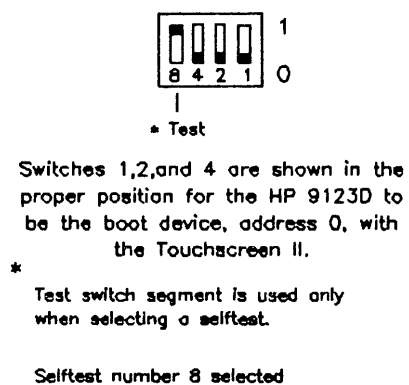 1
8 4 2 1 0
* Test
Switches 1,2,and 4 are shown in the
proper position for the HP 9123D to
be the boot device, address 0, with
the Touchscreen II.
*
Test switch segment is used only
when selecting a selftest.
Selftest number 8 selected